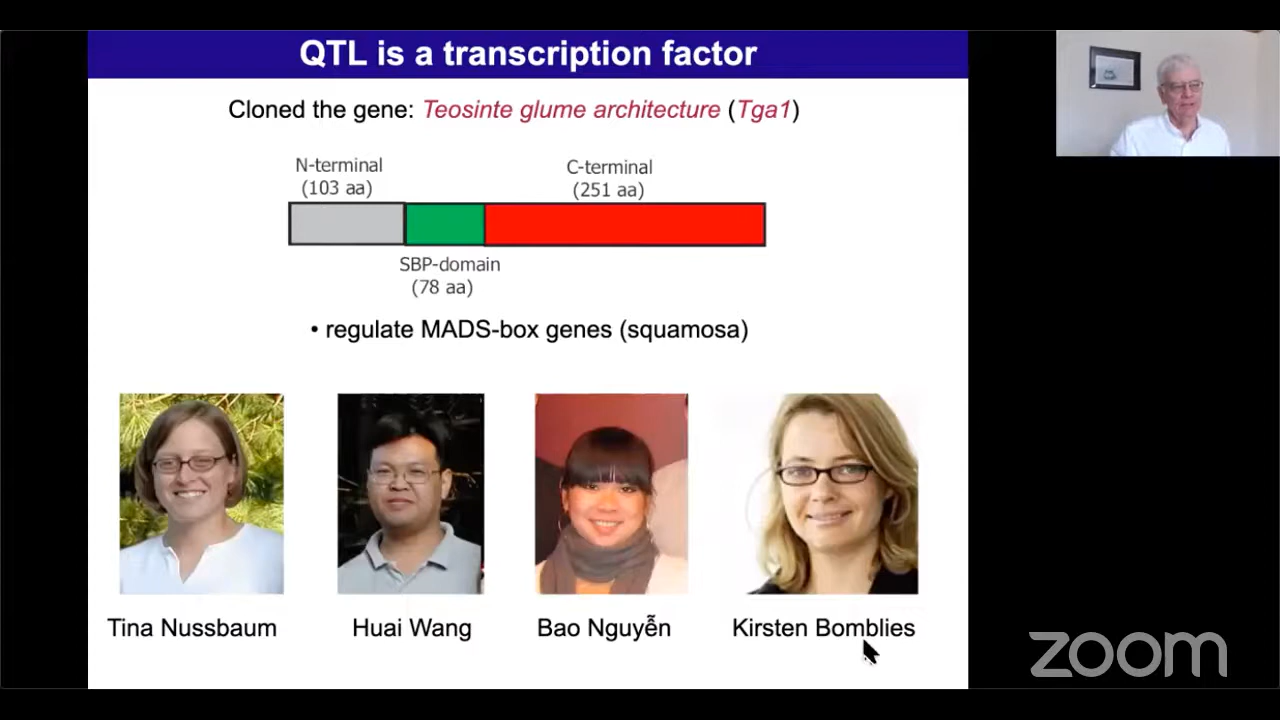 QTL is a transcription factor
Cloned the gene: Teosinte glume architecture (Tga1)
N-terminal
(103 aa)
C-terminal
(251 aa)
SBP-domain
(78 aa)
• regulate MADS-box genes (squamosa)
Tina Nussbaum
Huai Wang
Bao Nguyễn
Kirsten Bomblies
zoom